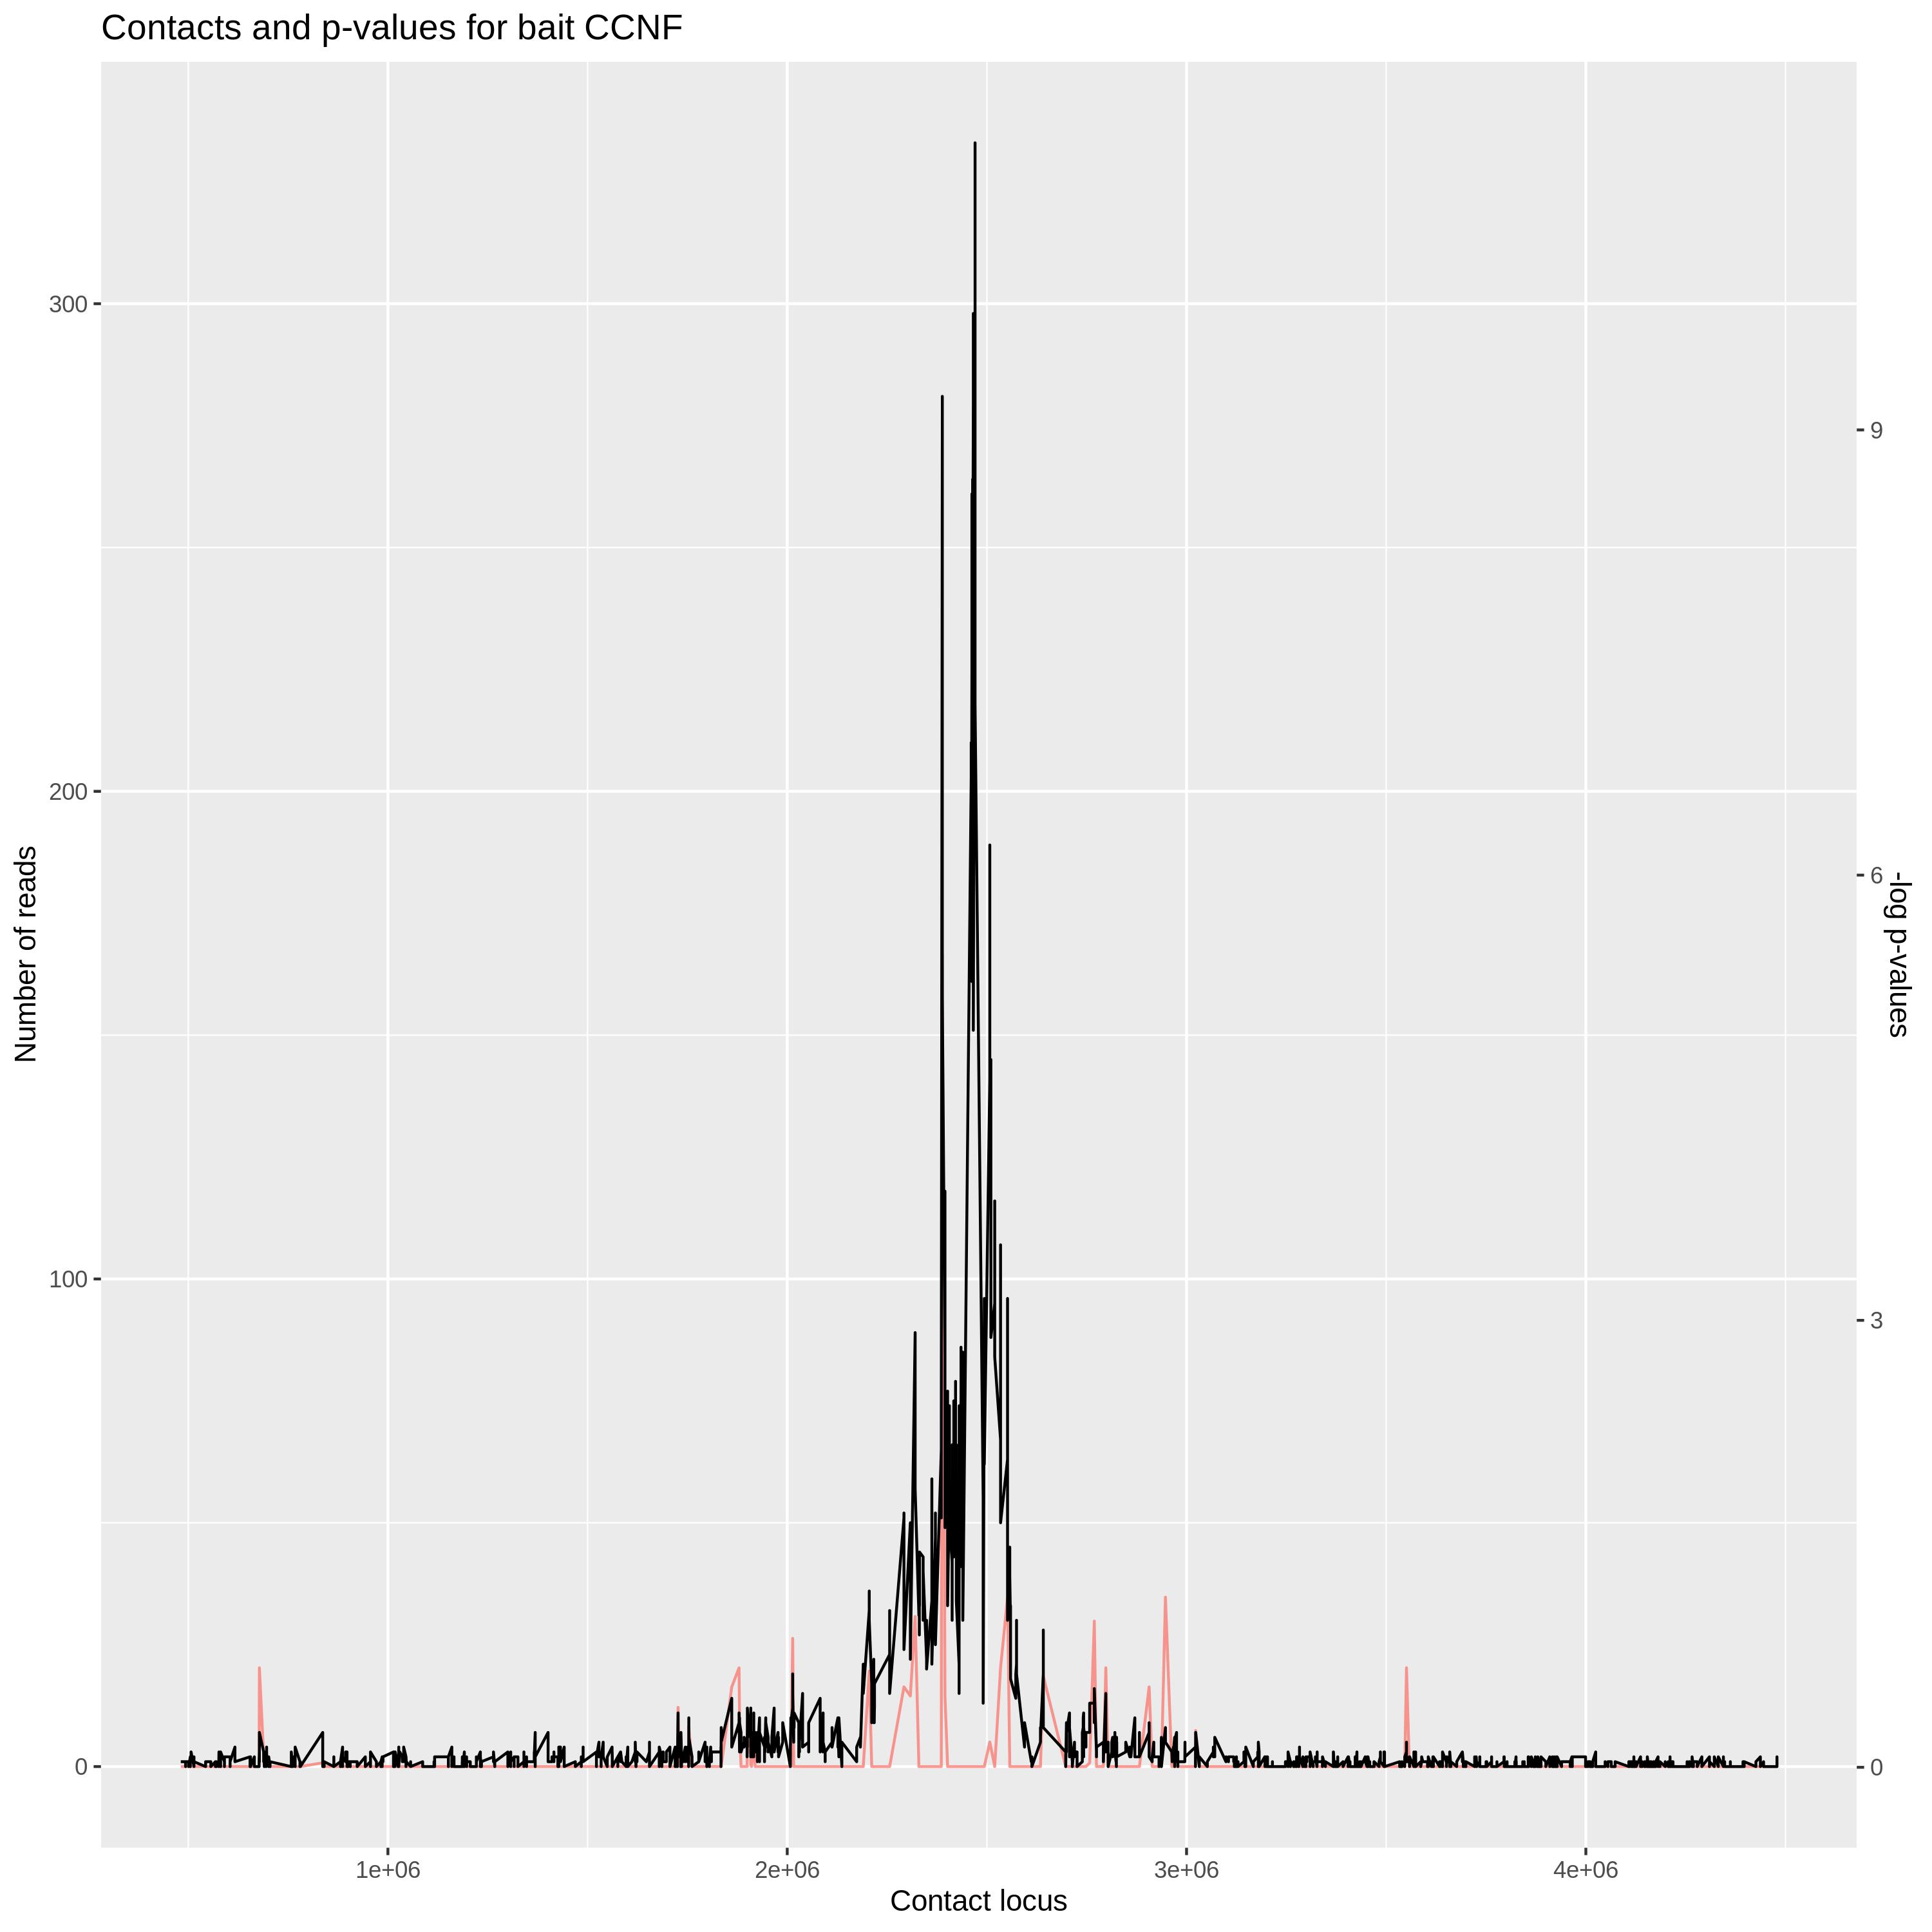 Contacts and p-values for bait CCNF
300
200
100
0
9
6
3
0
Number of reads
-log p-values
1e+06
2e+06
3e+06
4e+06
Contact locus